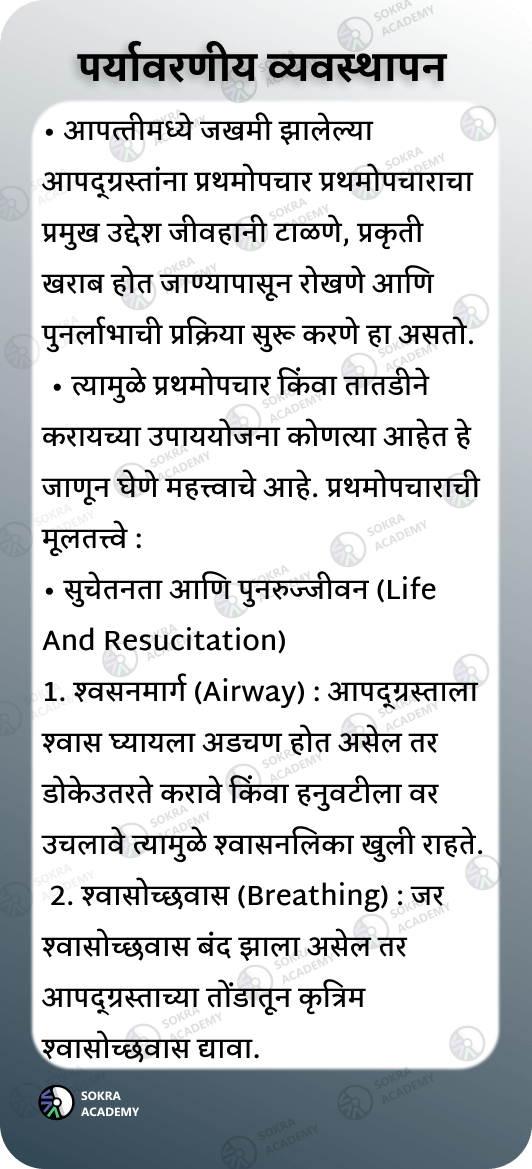 पर्यावरणीय व्यवस्थापन
• आपत्तीमध्ये जखमी झालेल्या
आपद्ग्रस्तांना प्रथमोपचार प्रथमोपचाराचा
प्रमुख उद्देश जीवहानी टाळणे, प्रकृती
खराब होत जाण्यापासून रोखणे आणि
पुनर्लाभाची प्रक्रिया सुरू करणे हा असतो.
• त्यामुळे प्रथमोपचार किंवा तातडीने
करायच्या उपाययोजना कोणत्या आहेत हे
जाणून घेणे महत्त्वाचे आहे. प्रथमोपचाराची
मूलतत्त्वे :
• सुचेतनता आणि पुनरुज्जीवन (Life
And Resucitation)
1. श्वसनमार्ग (Airway) : आपद्ग्रस्ताला
श्वास घ्यायला अडचण होत असेल तर
डोकेउतरते करावे किंवा हनुवटीला वर
उचलावे त्यामुळे श्वासनलिका खुली राहते.
2. श्वासोच्छवास (Breathing) : जर
श्वासोच्छवास बंद झाला असेल तर
आपद्ग्रस्ताच्या तोंडातून कृत्रिम
श्वासोच्छवास द्यावा.
SOKRA
ACADEMY